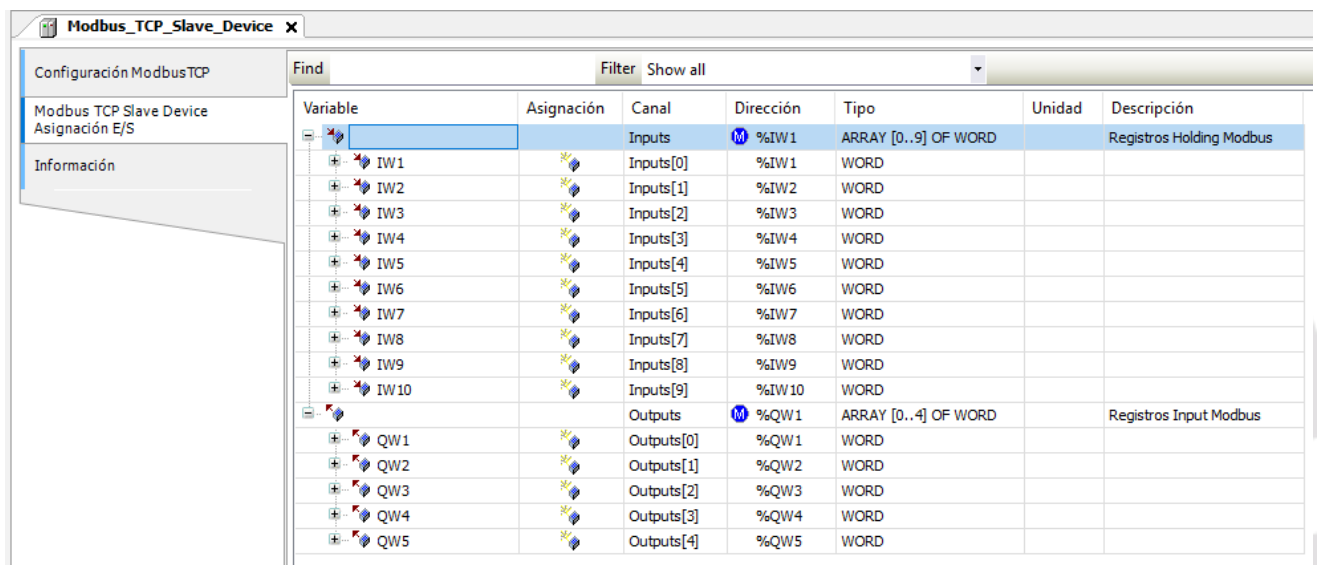 Modbus_TCP_Slave_Device X
Configuración ModbusTCP
Modbus TCP Slave Device
Asignación E/S
Información
Find Filter Show all
Variable Asignación Canal Dirección Tipo Unidad Descripción
Inputs M %IW1 ARRAY [0..9] OF WORD Registros Holding Modbus
IW1 Inputs[0] %IW1 WORD
IW2 Inputs[1] %IW2 WORD
IW3 Inputs[2] %IW3 WORD
IW4 Inputs[3] %IW4 WORD
IW5 Inputs[4] %IW5 WORD
IW6 Inputs[5] %IW6 WORD
IW7 Inputs[6] %IW7 WORD
IW8 Inputs[7] %IW8 WORD
IW9 Inputs[8] %IW9 WORD
IW10 Inputs[9] %IW10 WORD
Outputs M %QW1 ARRAY [0..4] OF WORD Registros Input Modbus
QW1 Outputs[0] %QW1 WORD
QW2 Outputs[1] %QW2 WORD
QW3 Outputs[2] %QW3 WORD
QW4 Outputs[3] %QW4 WORD
QW5 Outputs[4] %QW5 WORD